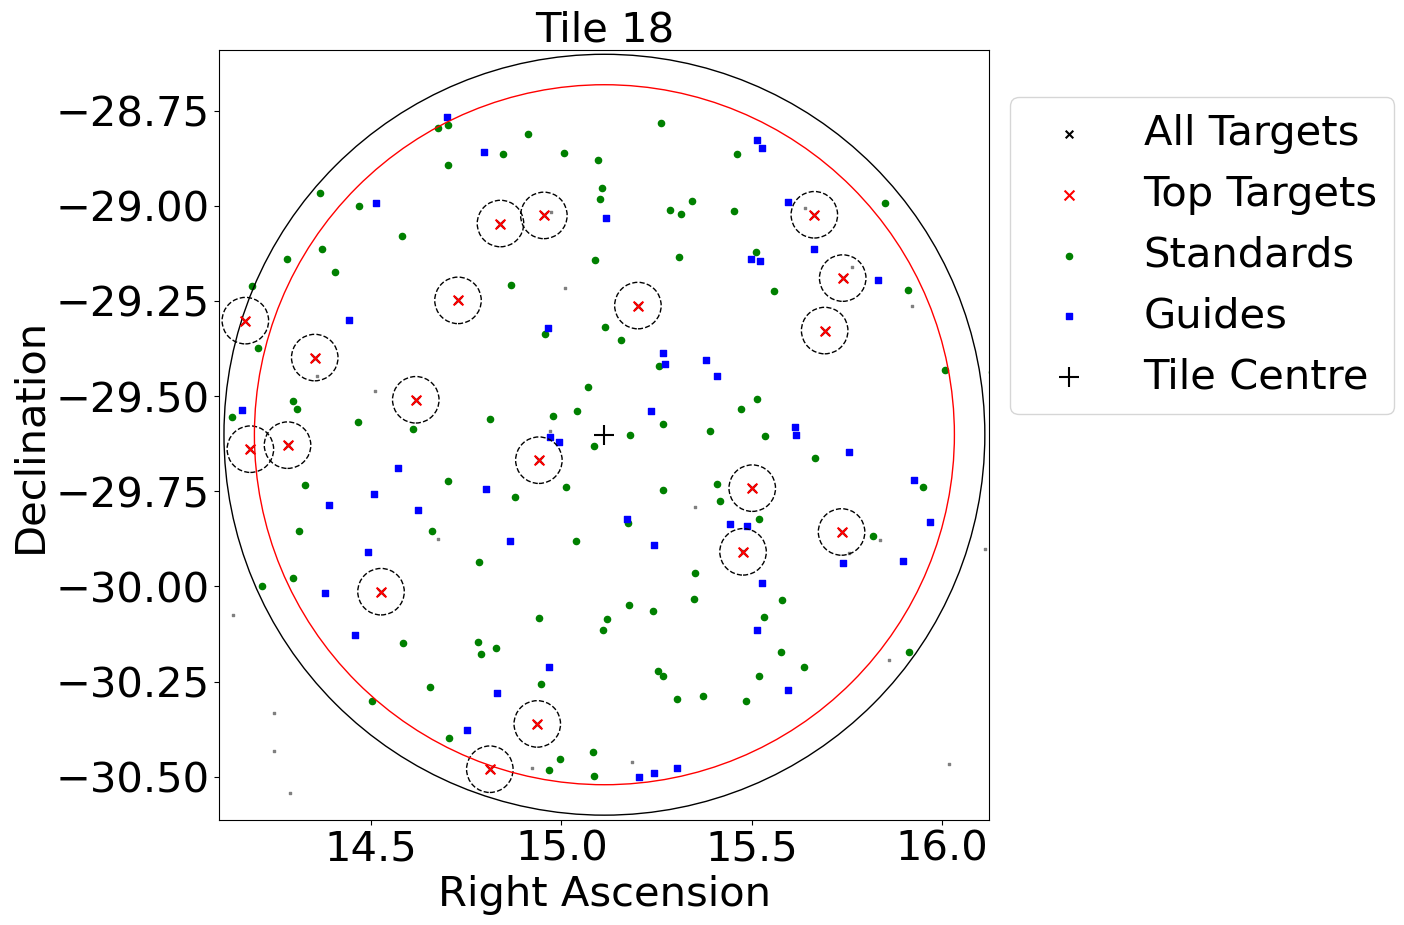 Tile 18
Declination
−28.75
−29.00
−29.25
−29.50
−29.75
−30.00
−30.25
−30.50
14.5
15.0
15.5
16.0
Right Ascension
All Targets
Top Targets
Standards
Guides
Tile Centre